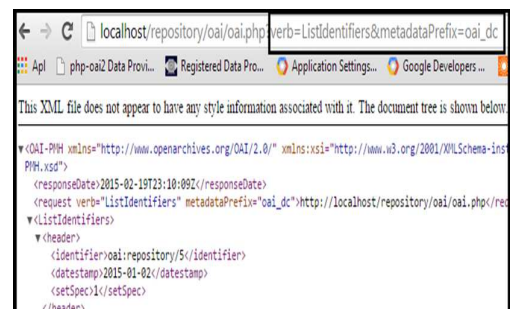 localhost/repository/oai/oai.php?verb=ListIdentifiers&metadataPrefix=oai_dc
Apl php-oai2 Data Provi... Registered Data Pro... Application Settings... Google Developers ...
This XML file does not appear to have any style information associated with it. The document tree is shown below.
▼<OAI-PMH xmlns="http://www.openarchives.org/OAI/2.0/" xmlns:xsi="http://www.w3.org/2001/XMLSchema-inst
PMH.xsd">
<responseDate>2015-02-19T23:10:09Z</responseDate>
<request verb="ListIdentifiers" metadataPrefix="oai_dc">http://localhost/repository/oai/oai.php</req
▼<ListIdentifiers>
▼<header>
<identifier>oai:repository/5</identifier>
<datestamp>2015-01-02</datestamp>
<setSpec>1</setSpec>
</header>